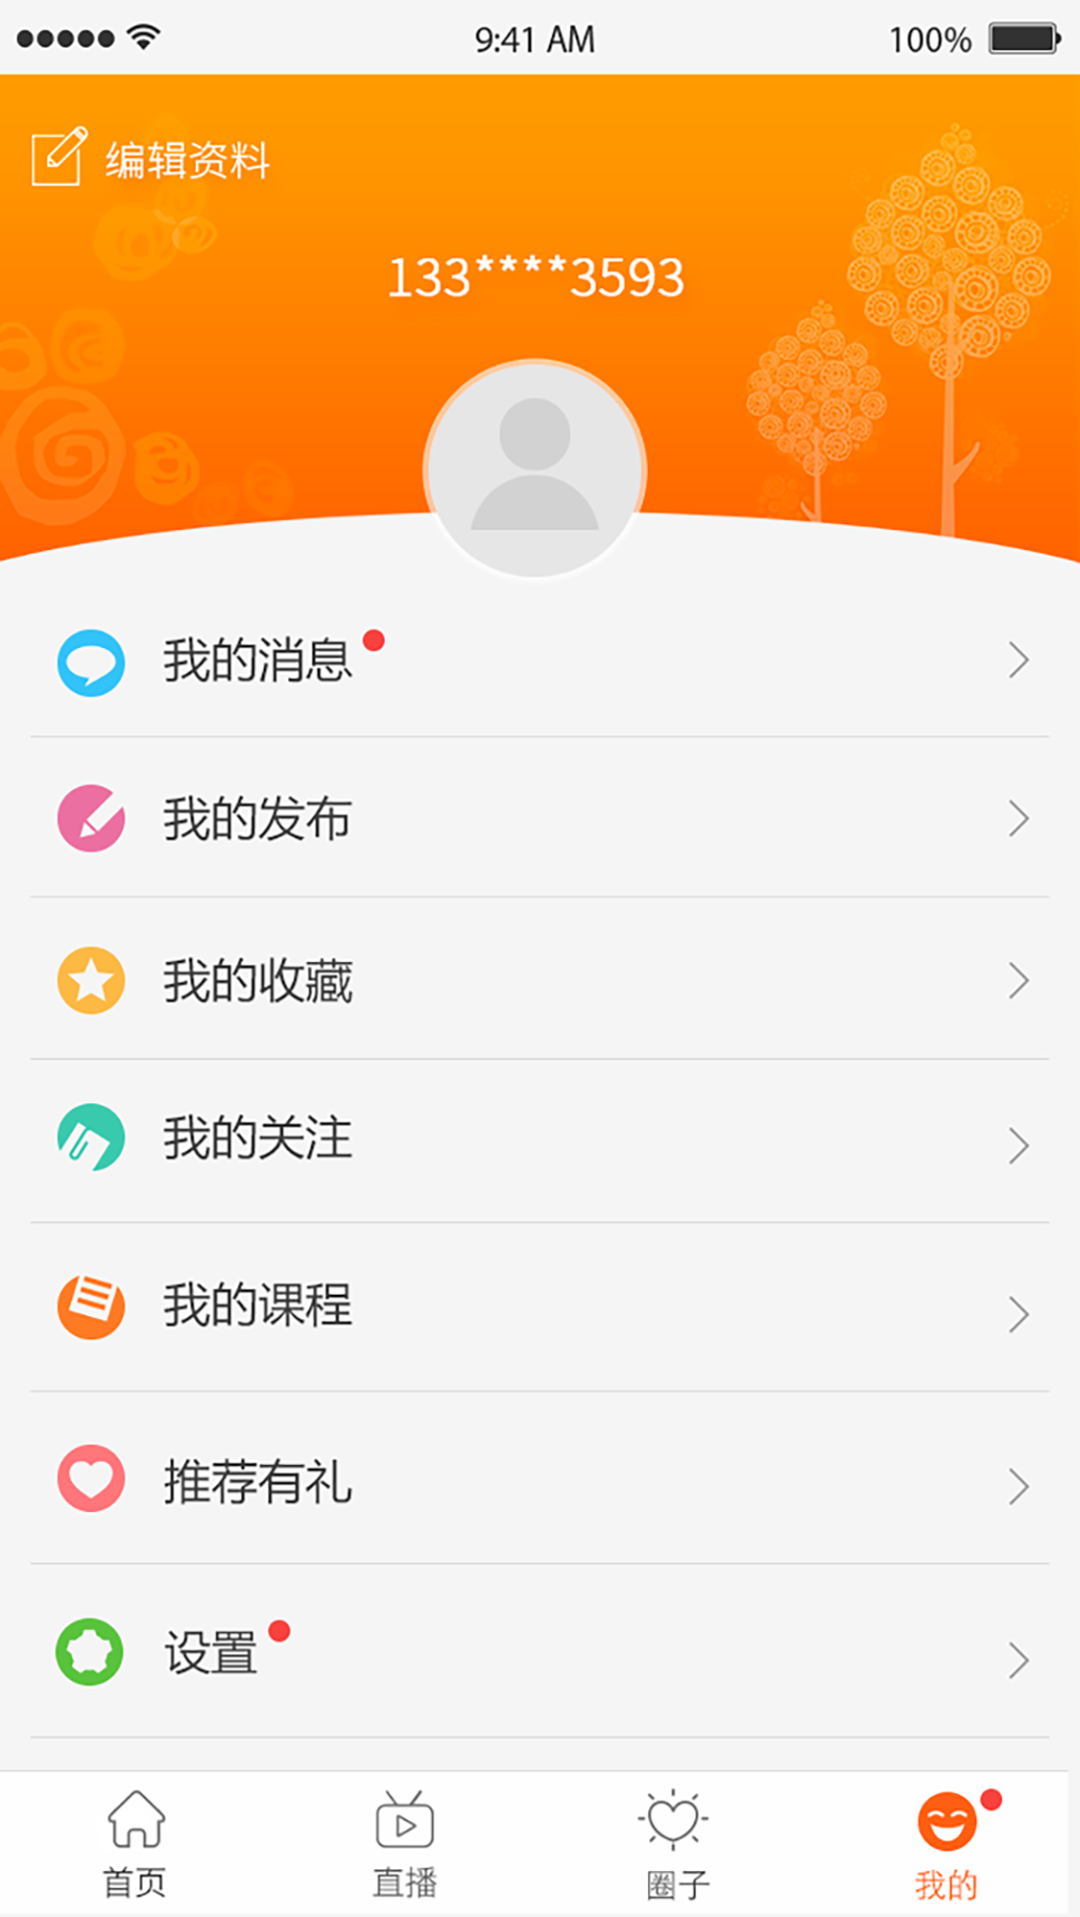 9:41 AM
100%
编辑资料
133****3593
我的消息
我的发布
我的收藏
我的关注
我的课程
推荐有礼
设置
首页
直播
圈子
我的